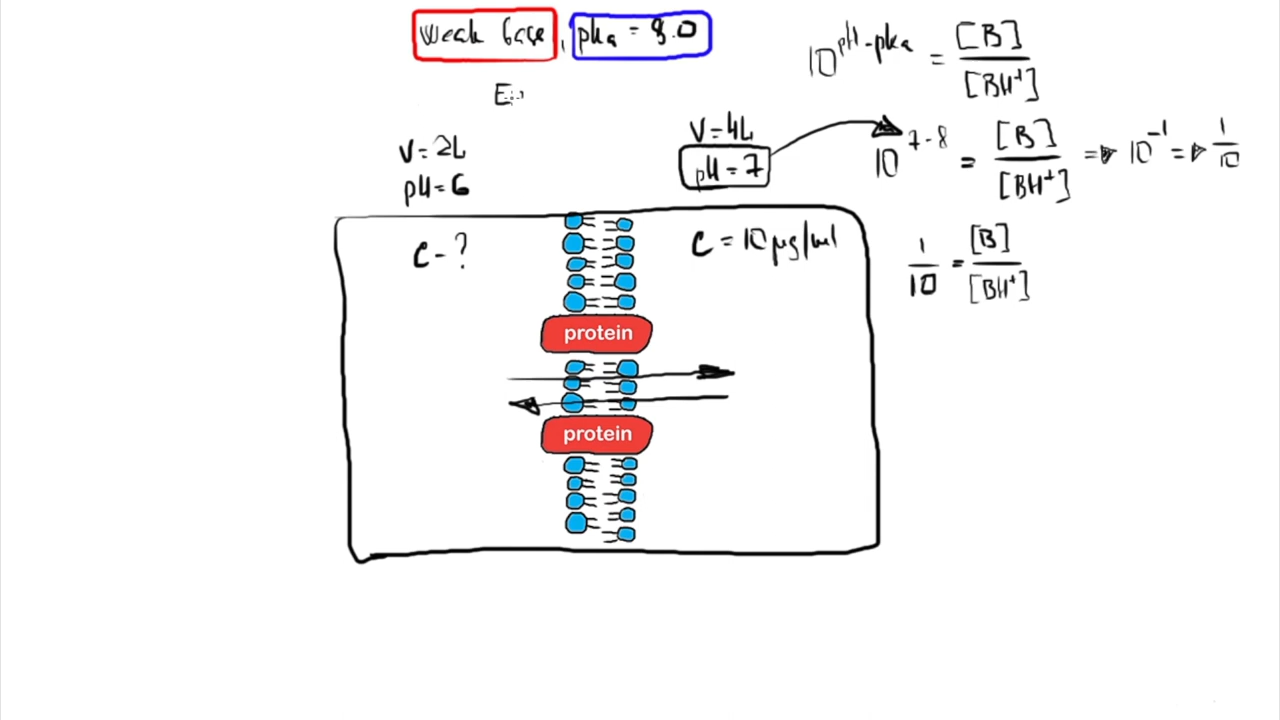 Weak Base, pka = 8.0
E
10^pH-pka = [B] / [BH+]
V=2L
pH=6
V=4L
pH=7
10^7-8 = [B] / [BH+] => 10^-1 => 1/10
C-?
C=10µg/ml
1/10 = [B] / [BH+]
protein
protein